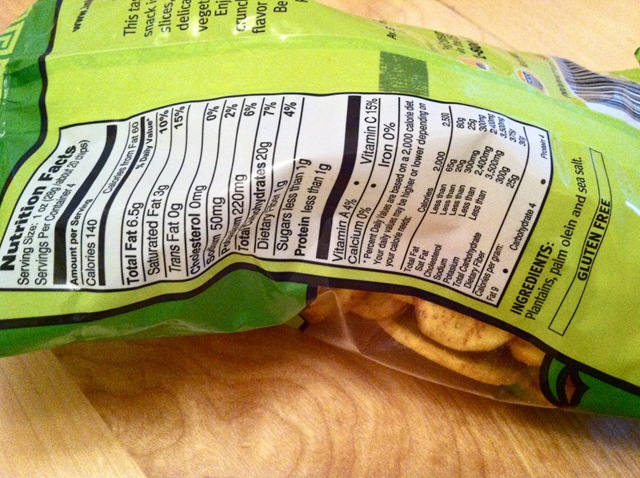 www.
This tas
snack i
slices,
delica
veget
Enj
crunc
flavor
Be
Nutrition Facts
Serving Size: 1 oz (28g, about 20 chips)
Servings Per Container 4
Amount per Serving
Calories 140 Calories from Fat 60
% Daily Value*
Total Fat 6.5g 10%
Saturated Fat 3g 15%
Trans Fat 0g
Cholesterol 0mg 0%
Sodium 50mg 2%
220mg 6%
Total Carbohydrates 20g 7%
Dietary 1g 4%
Sugars less than 1g
Protein less than 1g
Vitamin A 4% • Vitamin C 15%
Calcium 0% • Iron 0%
* Percent Daily Values are based on a 2,000 calorie diet.
Your daily value may be higher or lower depending on
your calorie needs:
Calories 2,000 2,500
Total Fat Less than 65g 80g
Sat Fat Less than 20g 25g
Cholesterol Less than 300mg 300mg
Sodium Less than 2,400mg 2,400mg
Potassium 3,500mg 3,500mg
Total Carbohydrate 300g 375g
Dietary Fiber 25g 30g
Calories per gram:
Fat 9 • Carbohydrate 4 • Protein 4
INGREDIENTS:
Plantains, palm olein and sea salt.
GLUTEN FREE